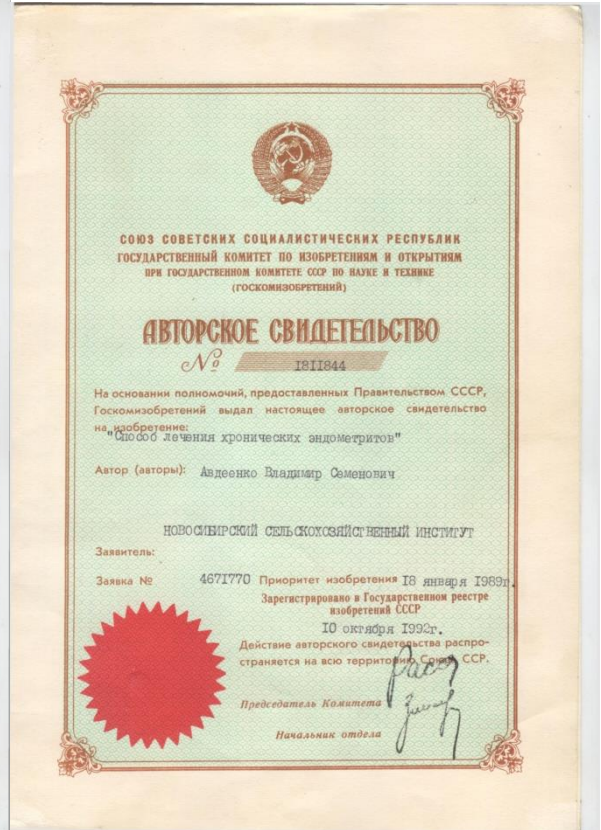 СОЮЗ СОВЕТСКИХ СОЦИАЛИСТИЧЕСКИХ РЕСПУБЛИК
ГОСУДАРСТВЕННЫЙ КОМИТЕТ ПО ИЗОБРЕТЕНИЯМ И ОТКРЫТИЯМ
ПРИ ГОСУДАРСТВЕННОМ КОМИТЕТЕ СССР ПО НАУКЕ И ТЕХНИКЕ
(ГОСКОМИЗОБРЕТЕНИЙ)
АВТОРСКОЕ СВИДЕТЕЛЬСТВО
№ 1811844
На основании полномочий, предоставленных Правительством СССР,
Госкомизобретений выдал настоящее авторское свидетельство
на изобретение:
"Способ лечения хронических эндометритов"
Автор (авторы): Авдеенко Владимир Семенович
НОВОСИБИРСКИЙ СЕЛЬСКОХОЗЯЙСТВЕННЫЙ ИНСТИТУТ
Заявитель:
Заявка № 4671770 Приоритет изобретения 18 января 1989г.
Зарегистрировано в Государственном реестре
изобретений СССР
10 октября 1992г.
Действие авторского свидетельства распро-
страняется на всю территорию Союза ССР.
Председатель Комитета
Начальник отдела